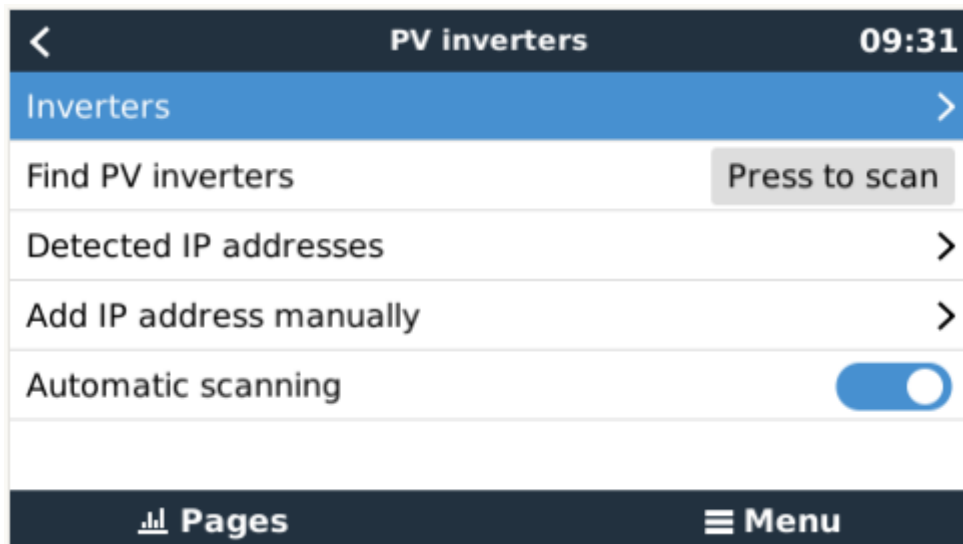 PV inverters 09:31
Inverters
Find PV inverters Press to scan
Detected IP addresses
Add IP address manually
Automatic scanning
Pages Menu